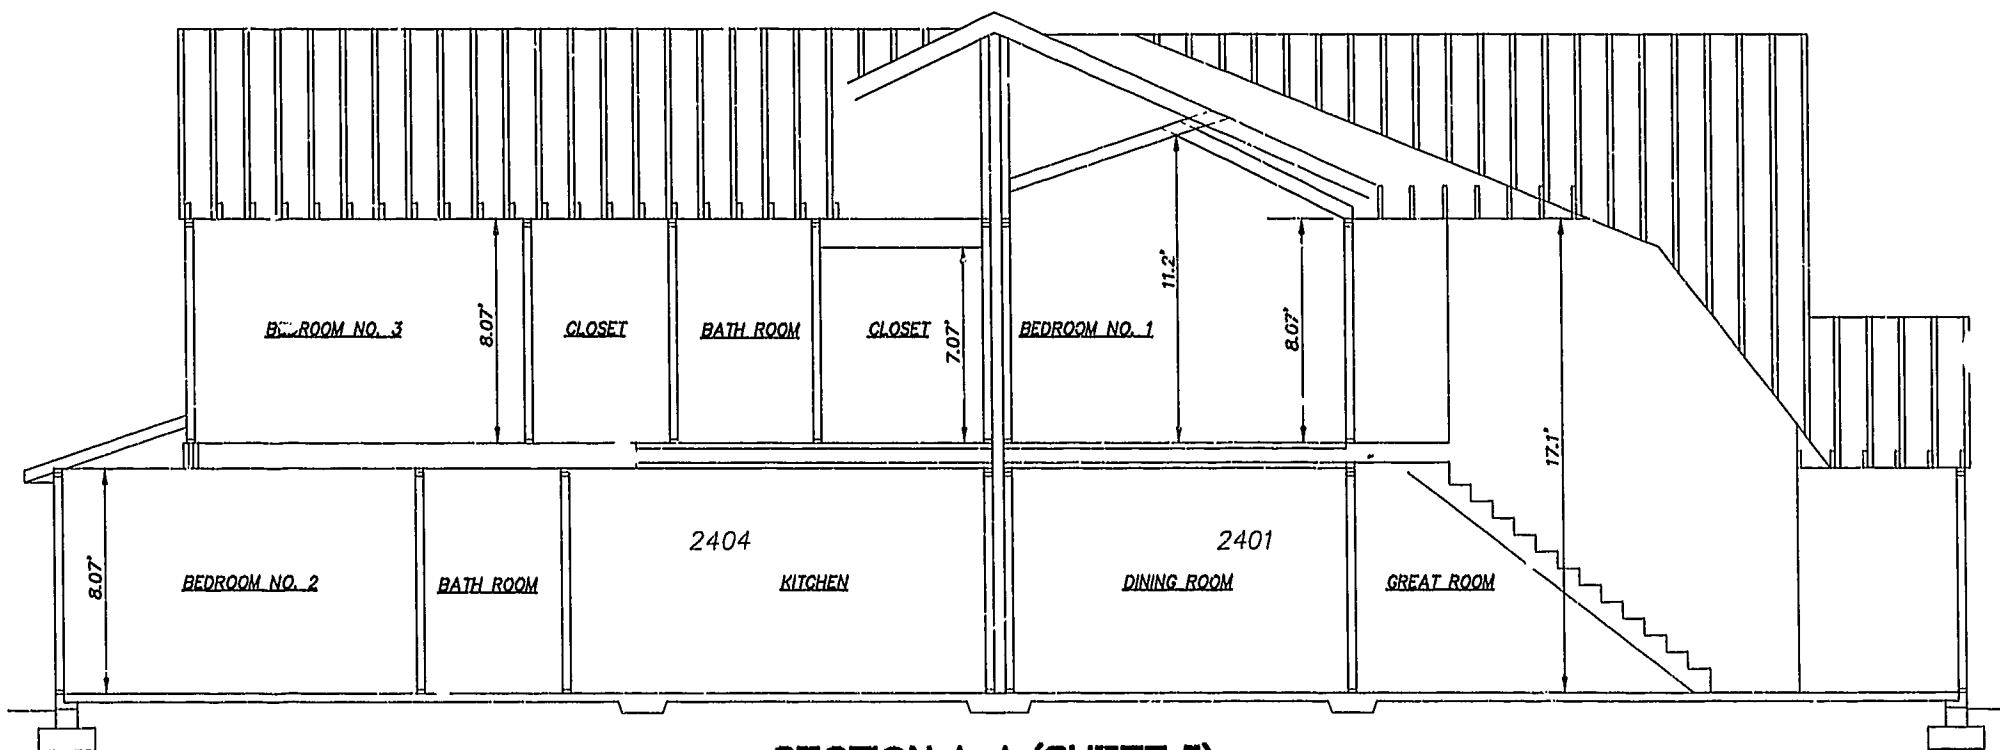 11.2'
BEDROOM NO. 3
8.07'
CLOSET
BATH ROOM
CLOSET
7.07'
BEDROOM NO. 1
8.07'
17.1'
2404
2401
8.07'
BEDROOM NO. 2
BATH ROOM
KITCHEN
DINING ROOM
GREAT ROOM